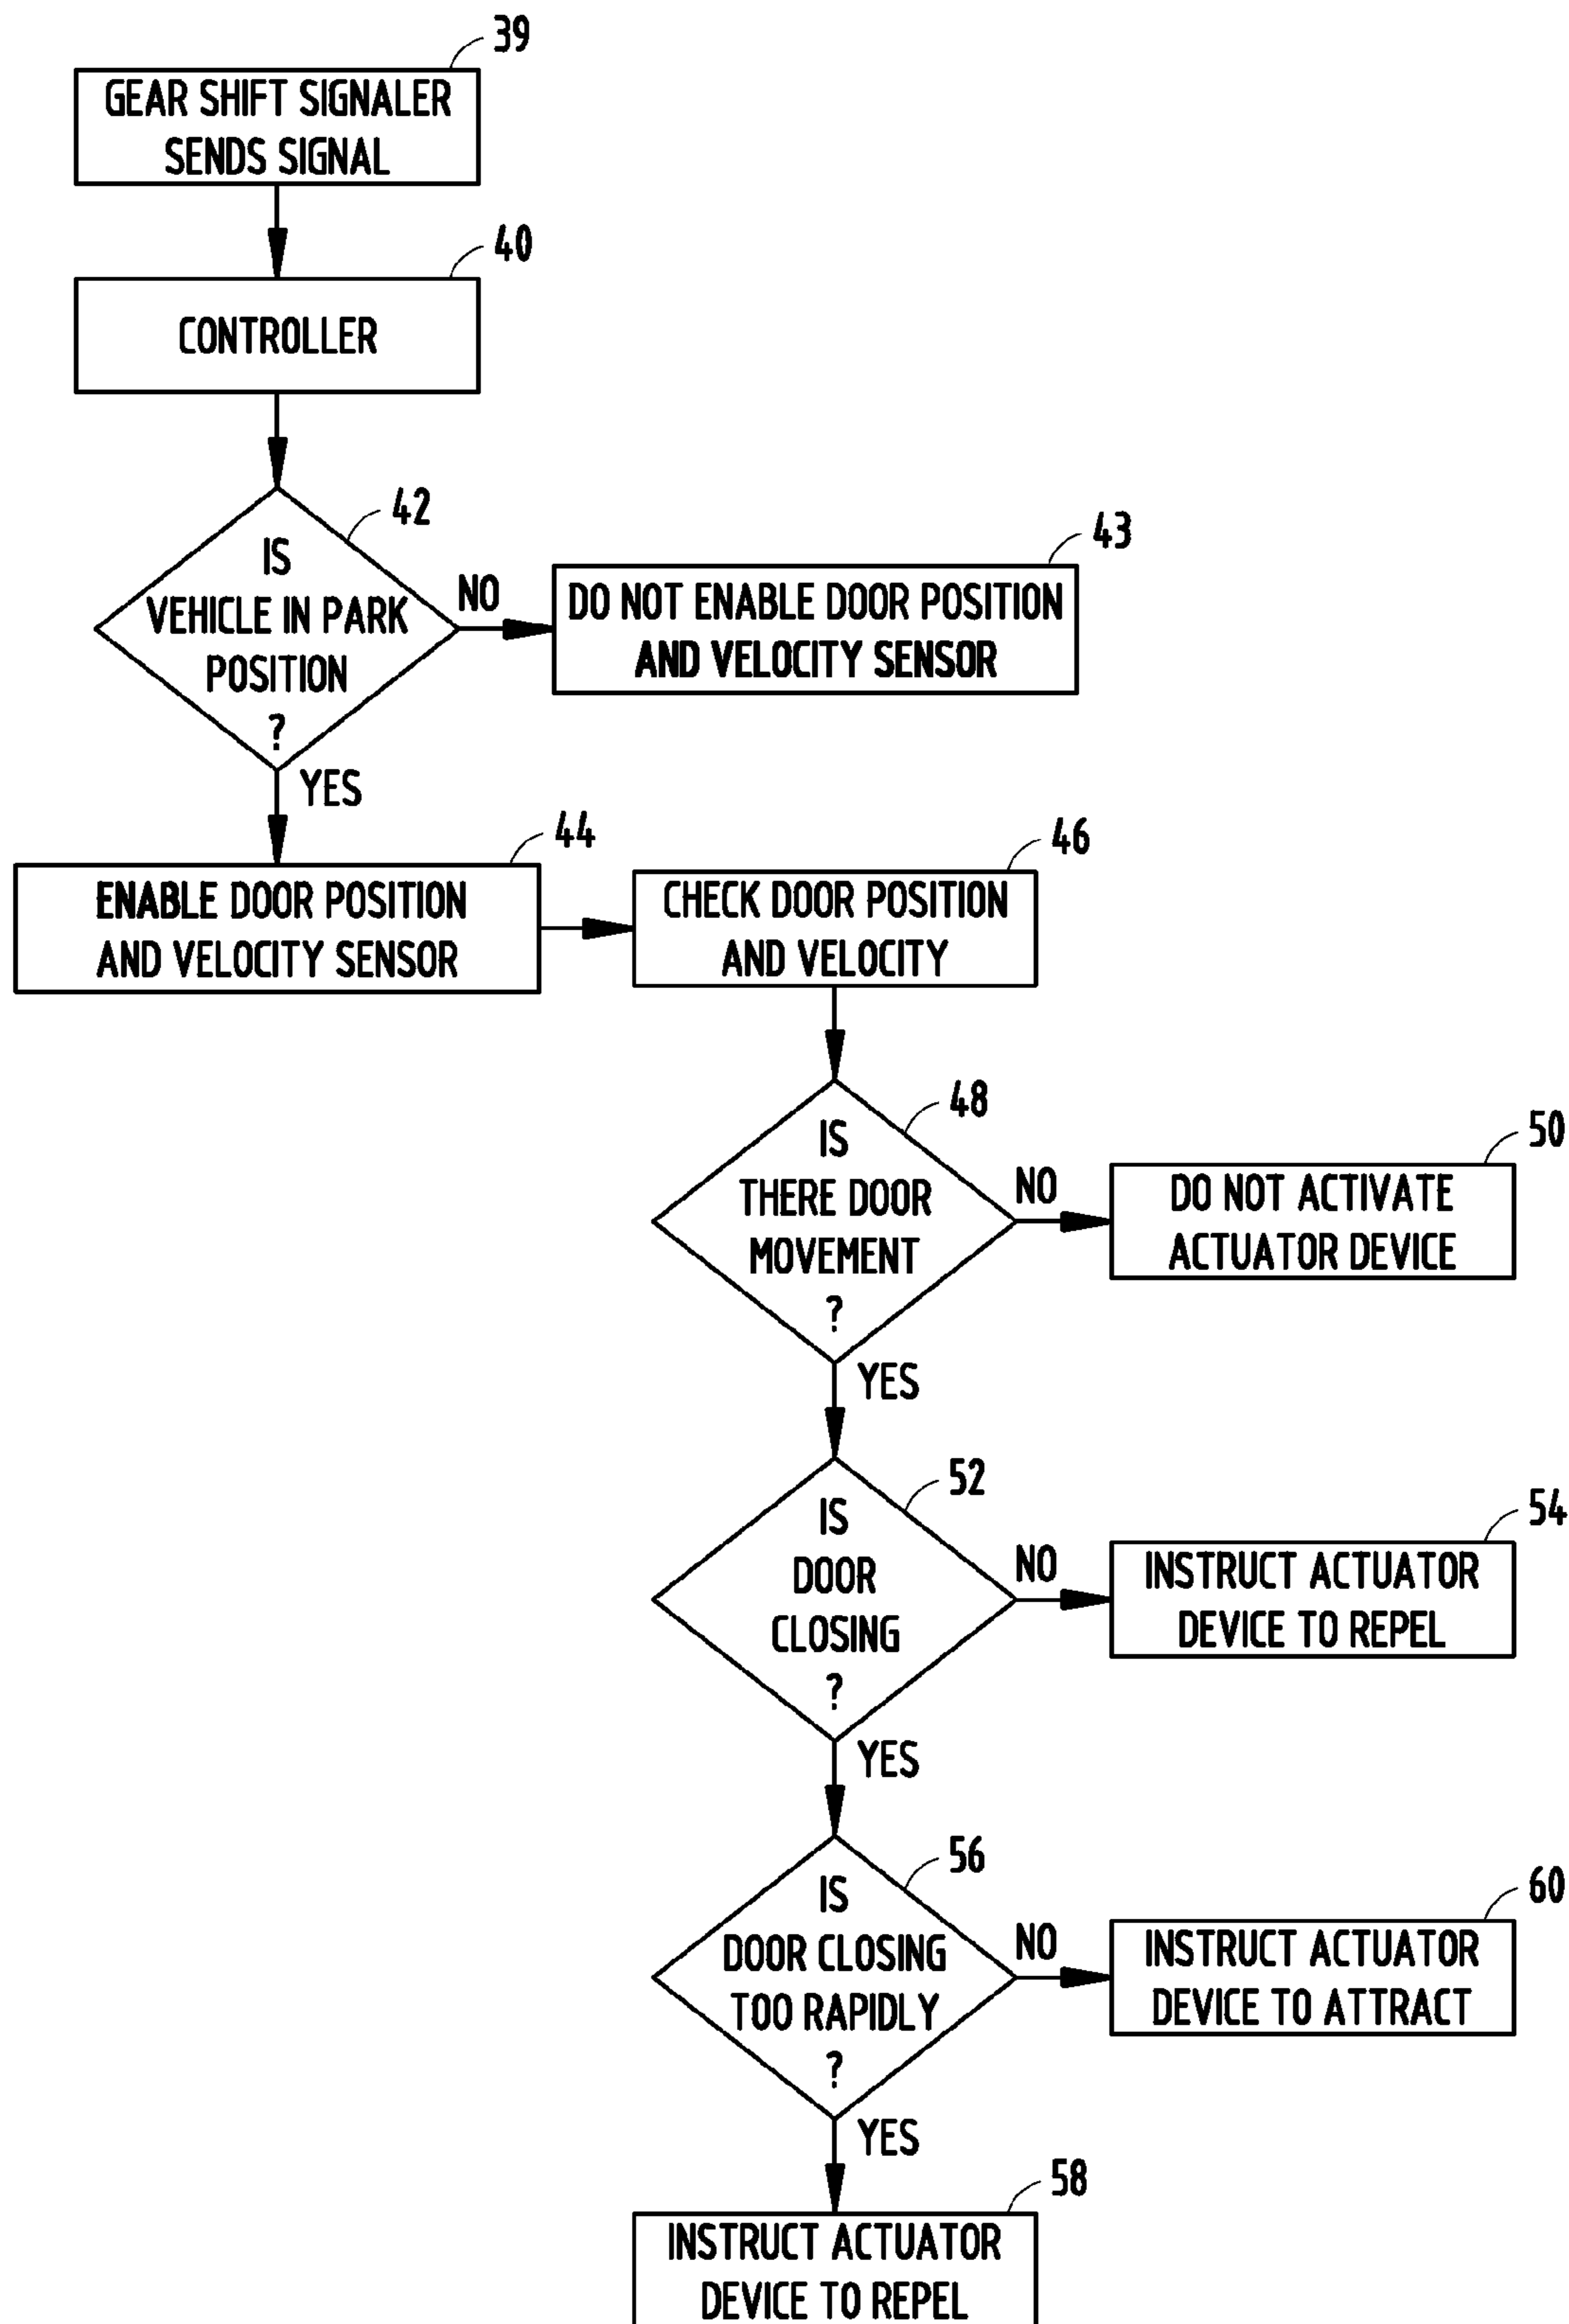 39
GEAR SHIFT SIGNALER
SENDS SIGNAL
40
CONTROLLER
42
IS
VEHICLE IN PARK
POSITION
?
NO
43
DO NOT ENABLE DOOR POSITION
AND VELOCITY SENSOR
YES
44
ENABLE DOOR POSITION
AND VELOCITY SENSOR
46
CHECK DOOR POSITION
AND VELOCITY
48
IS
THERE DOOR
MOVEMENT
?
NO
50
DO NOT ACTIVATE
ACTUATOR DEVICE
YES
52
IS
DOOR
CLOSING
?
NO
54
INSTRUCT ACTUATOR
DEVICE TO REPEL
YES
56
IS
DOOR CLOSING
TOO RAPIDLY
?
NO
60
INSTRUCT ACTUATOR
DEVICE TO ATTRACT
YES
58
INSTRUCT ACTUATOR
DEVICE TO REPEL